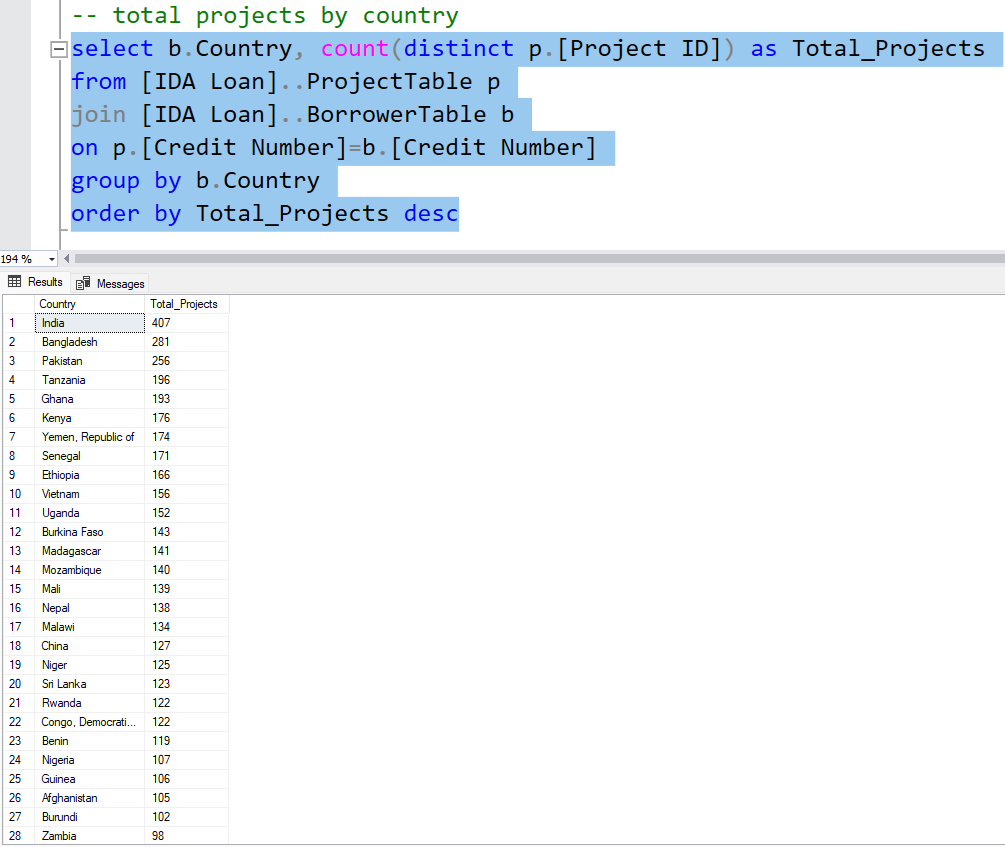 -- total projects by country
select b.Country, count(distinct p.[Project ID]) as Total_Projects
from [IDA Loan]..ProjectTable p
join [IDA Loan]..BorrowerTable b
on p.[Credit Number]=b.[Credit Number]
group by b.Country
order by Total_Projects desc
194 %
Results Messages
Country Total_Projects
1 India 407
2 Bangladesh 281
3 Pakistan 256
4 Tanzania 196
5 Ghana 193
6 Kenya 176
7 Yemen, Republic of 174
8 Senegal 171
9 Ethiopia 166
10 Vietnam 156
11 Uganda 152
12 Burkina Faso 143
13 Madagascar 141
14 Mozambique 140
15 Mali 139
16 Nepal 138
17 Malawi 134
18 China 127
19 Niger 125
20 Sri Lanka 123
21 Rwanda 122
22 Congo, Democrati... 122
23 Benin 119
24 Nigeria 107
25 Guinea 106
26 Afghanistan 105
27 Burundi 102
28 Zambia 98